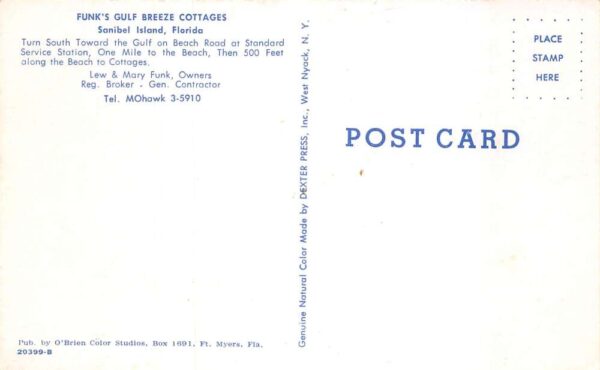 FUNK'S GULF BREEZE COTTAGES
Sanibel Island, Florida
Turn South Toward the Gulf on Beach Road at Standard
Service Station, One Mile to the Beach, Then 500 Feet
along the Beach to Cottages.
Lew & Mary Funk, Owners
Reg. Broker - Gen. Contractor
Tel. MOhawk 3-5910
Pub. by O'Brien Color Studios, Box 1691, Ft. Myers, Fla.
20399-B
Genuine Natural Color Made by DEXTER PRESS, Inc., West Nyack, N. Y.
PLACE
STAMP
HERE
POST CARD